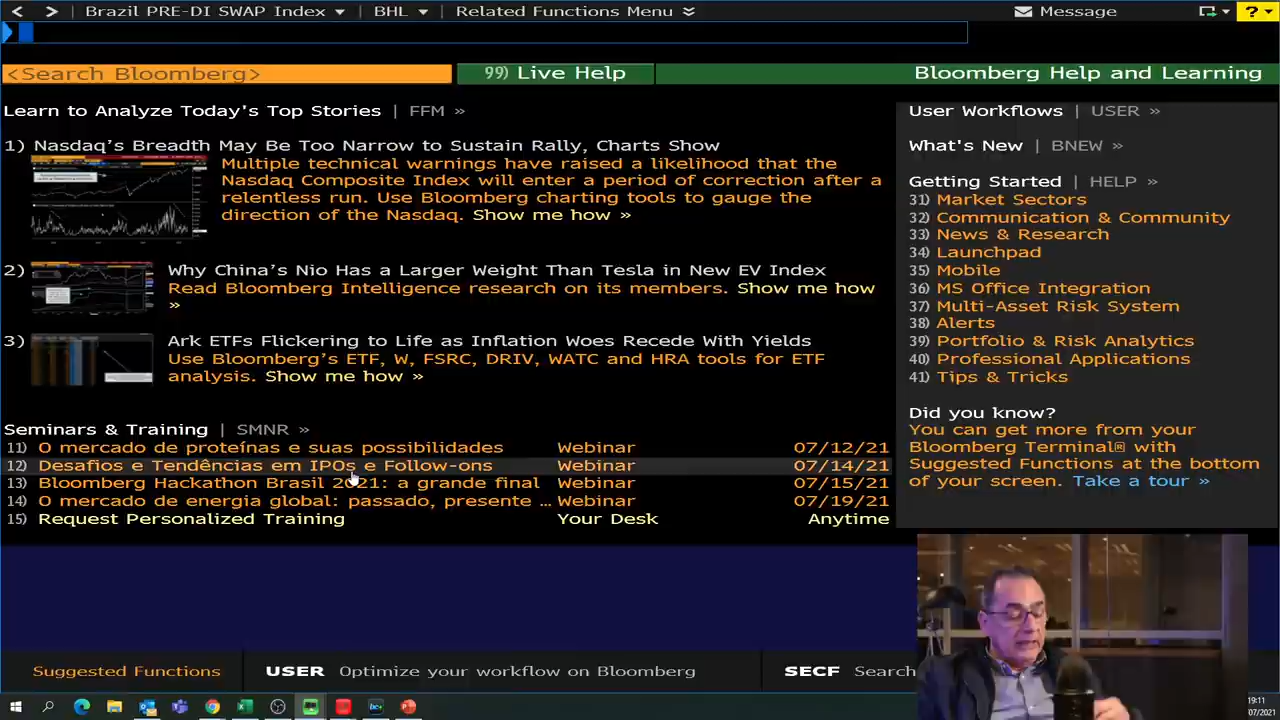 Brazil PRE-DI SWAP Index
BHL
Related Functions Menu
Message
?
<Search Bloomberg>
99) Live Help
Bloomberg Help and Learning
Learn to Analyze Today's Top Stories | FFM »
1) Nasdaq's Breadth May Be Too Narrow to Sustain Rally, Charts Show
Multiple technical warnings have raised a likelihood that the
Nasdaq Composite Index will enter a period of correction after a
relentless run. Use Bloomberg charting tools to gauge the
direction of the Nasdaq. Show me how »
2) Why China's Nio Has a Larger Weight Than Tesla in New EV Index
Read Bloomberg Intelligence research on its members. Show me how
»
3) Ark ETFs Flickering to Life as Inflation Woes Recede With Yields
Use Bloomberg's ETF, W, FSRC, DRIV, WATC and HRA tools for ETF
analysis. Show me how »
Seminars & Training | SMNR »
11) O mercado de proteínas e suas possibilidades Webinar 07/12/21
12) Desafios e Tendências em IPOs e Follow-ons Webinar 07/14/21
13) Bloomberg Hackathon Brasil 2021: a grande final Webinar 07/15/21
14) O mercado de energia global: passado, presente ... Webinar 07/19/21
15) Request Personalized Training Your Desk Anytime
User Workflows | USER »
What's New | BNEW »
Getting Started | HELP »
31) Market Sectors
32) Communication & Community
33) News & Research
34) Launchpad
35) Mobile
36) MS Office Integration
37) Multi-Asset Risk System
38) Alerts
39) Portfolio & Risk Analytics
40) Professional Applications
41) Tips & Tricks
Did you know?
You can get more from your
Bloomberg Terminal® with
Suggested Functions at the bottom
of your screen. Take a tour »
Suggested Functions
USER Optimize your workflow on Bloomberg
SECF Search
19:11
07/2021